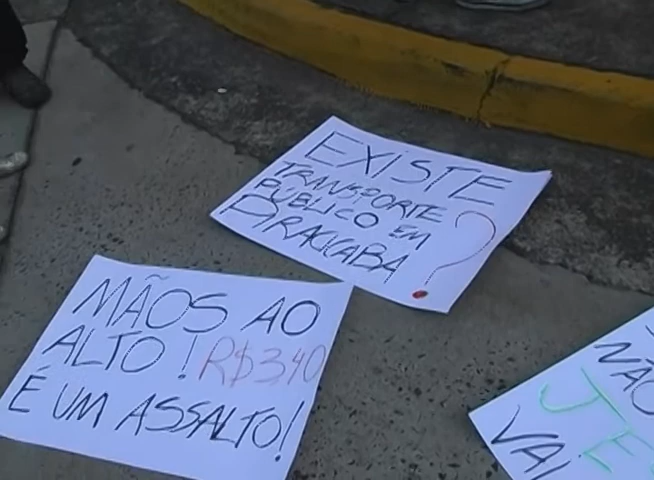 EXISTE
TRANSPORTE
PÚBLICO EM
PIRACICABA?
MÃOS AO
ALTO! R$3,40
É UM ASSALTO!
NÃO
VAI